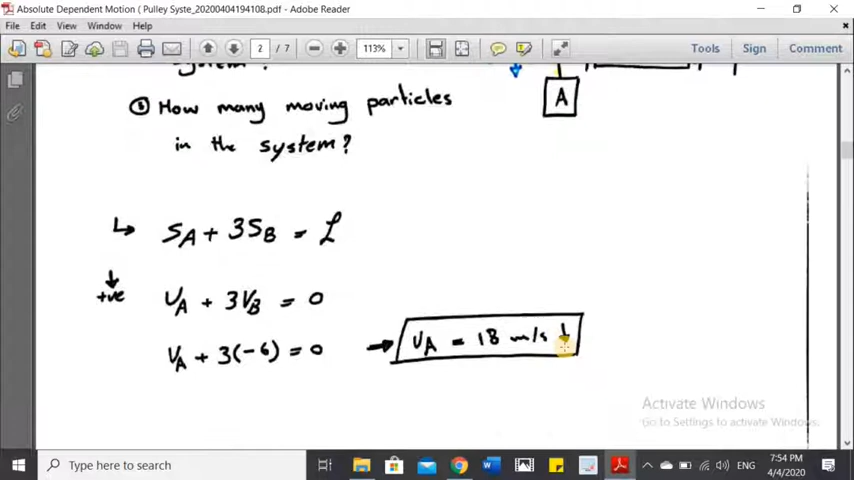 Absolute Dependent Motion ( Pulley Syste_20200404194108.pdf - Adobe Reader
File Edit View Window Help
2 / 7 113% Tools Sign Comment
system?
③ How many moving particles
in the system?
A
↳ SA + 3SB = L
↓ +ve
VA + 3VB = 0
VA + 3(-6) = 0 → VA = 18 m/s ↓
Activate Windows
Go to Settings to activate Windows.
Type here to search
ENG
7:54 PM
4/4/2020